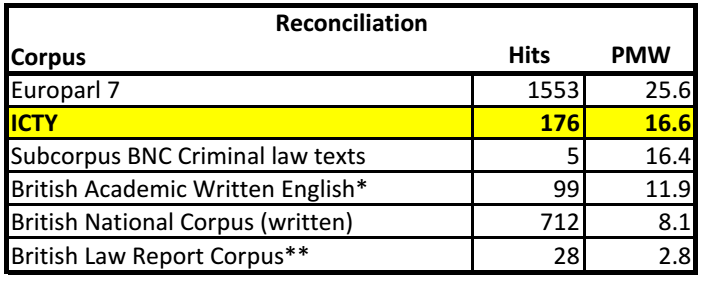 Reconciliation
Corpus Hits PMW
Europarl 7 1553 25.6
ICTY 176 16.6
Subcorpus BNC Criminal law texts 5 16.4
British Academic Written English* 99 11.9
British National Corpus (written) 712 8.1
British Law Report Corpus** 28 2.8